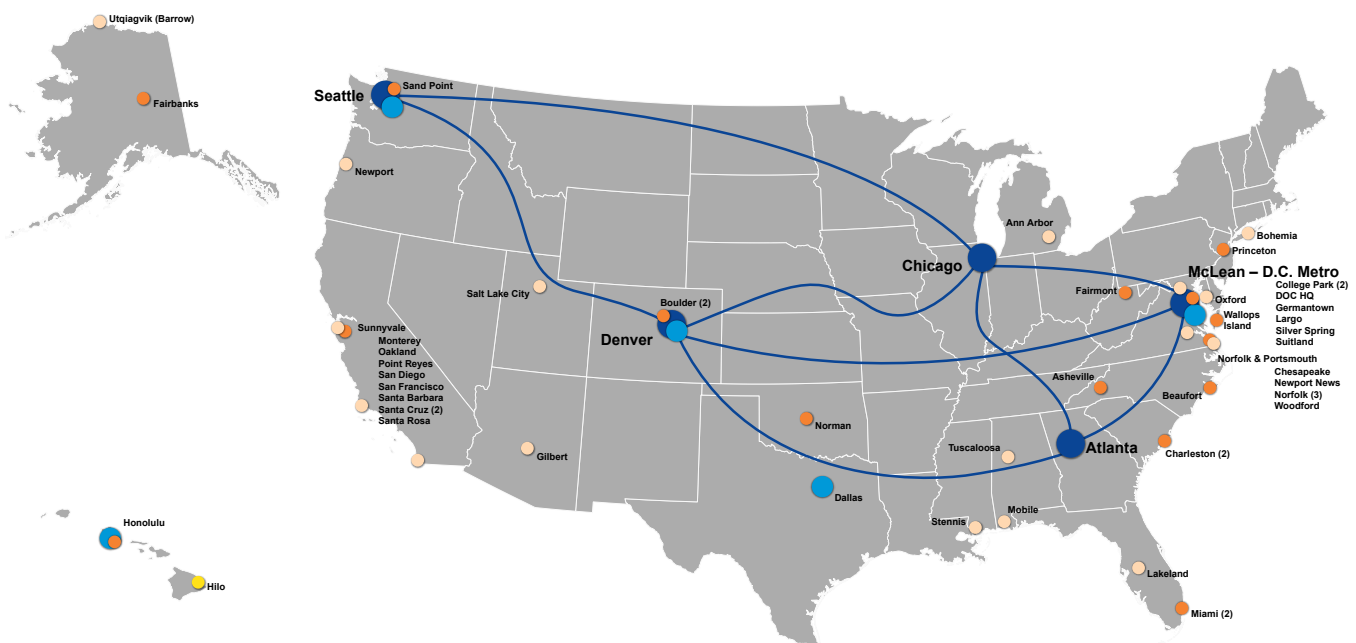 Utqiagvik (Barrow)
Fairbanks
Seattle
Sand Point
Newport
Ann Arbor
Bohemia
Princeton
Chicago
McLean – D.C. Metro
College Park (2)
DOC HQ
Germantown
Largo
Silver Spring
Suitland
Salt Lake City
Boulder (2)
Fairmont
Oxford
Wallops
Island
Denver
Sunnyvale
Monterey
Oakland
Point Reyes
San Diego
San Francisco
Santa Barbara
Santa Cruz (2)
Santa Rosa
Norfolk & Portsmouth
Chesapeake
Newport News
Norfolk (3)
Woodford
Asheville
Beaufort
Norman
Gilbert
Tuscaloosa
Atlanta
Charleston (2)
Dallas
Stennis
Mobile
Honolulu
Hilo
Lakeland
Miami (2)